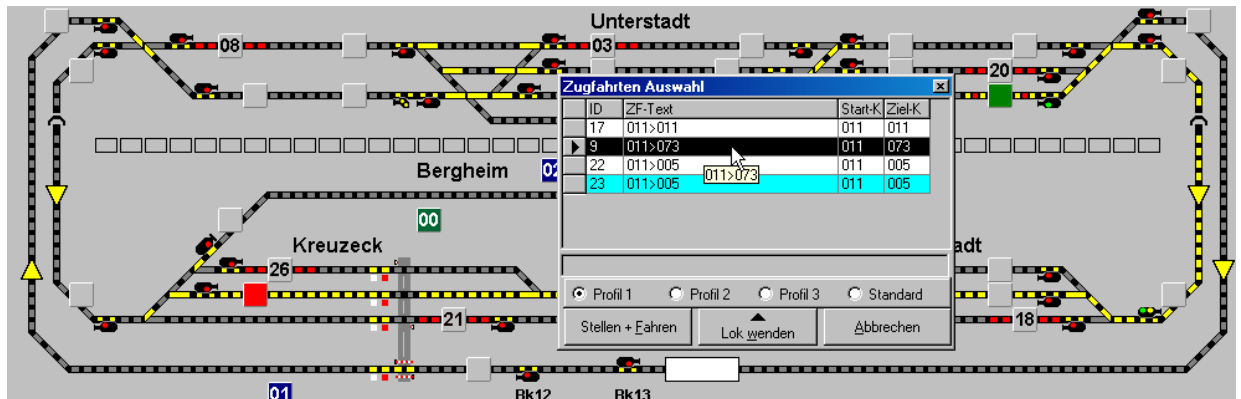 Unterstadt
08
03
20
Zugfahrten Auswahl
ID ZF-Text Start-K Ziel-K
17 011>011 011 011
9 011>073 011 073
22 011>005 011 005
23 011>005 011 005
011>073
Bergheim
00
Kreuzeck
adt
26
Profil 1 Profil 2 Profil 3 Standard
Stellen + Fahren Lok wenden Abbrechen
21
18
01
Bk12 Bk13